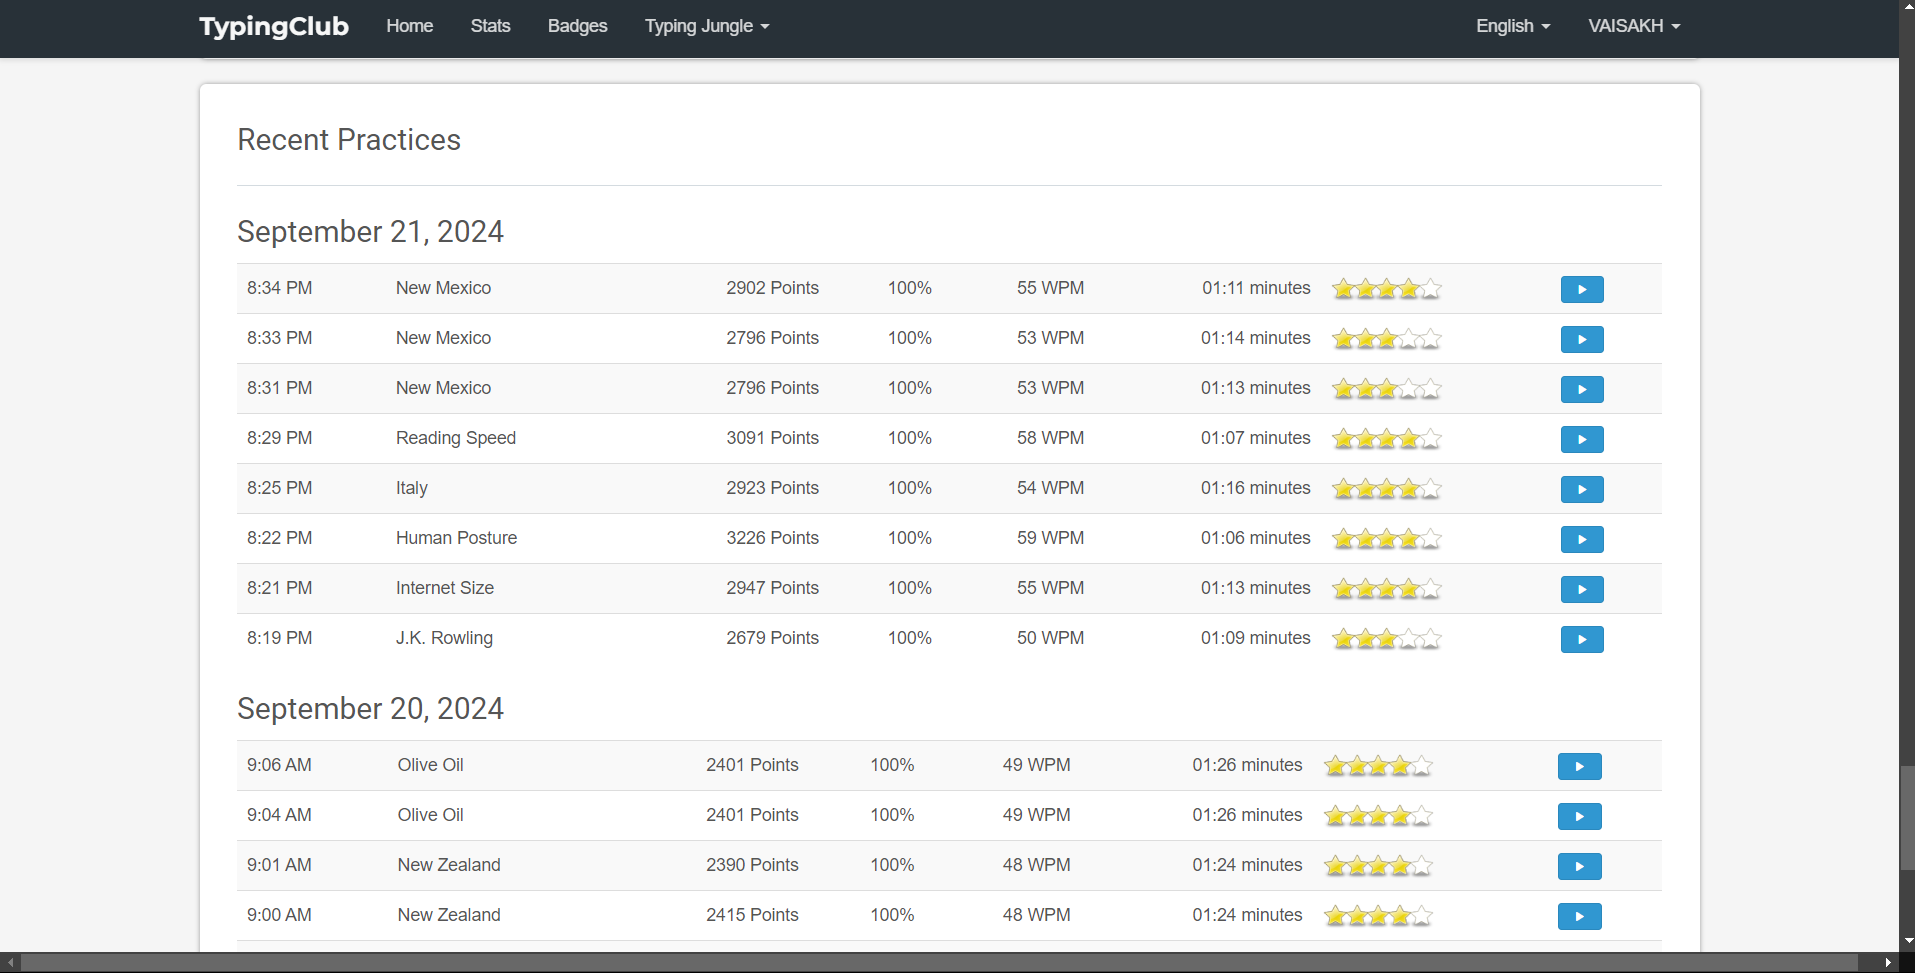 TypingClub Home Stats Badges Typing Jungle English VAISAKH
Recent Practices
September 21, 2024
8:34 PM New Mexico 2902 Points 100% 55 WPM 01:11 minutes
8:33 PM New Mexico 2796 Points 100% 53 WPM 01:14 minutes
8:31 PM New Mexico 2796 Points 100% 53 WPM 01:13 minutes
8:29 PM Reading Speed 3091 Points 100% 58 WPM 01:07 minutes
8:25 PM Italy 2923 Points 100% 54 WPM 01:16 minutes
8:22 PM Human Posture 3226 Points 100% 59 WPM 01:06 minutes
8:21 PM Internet Size 2947 Points 100% 55 WPM 01:13 minutes
8:19 PM J.K. Rowling 2679 Points 100% 50 WPM 01:09 minutes
September 20, 2024
9:06 AM Olive Oil 2401 Points 100% 49 WPM 01:26 minutes
9:04 AM Olive Oil 2401 Points 100% 49 WPM 01:26 minutes
9:01 AM New Zealand 2390 Points 100% 48 WPM 01:24 minutes
9:00 AM New Zealand 2415 Points 100% 48 WPM 01:24 minutes